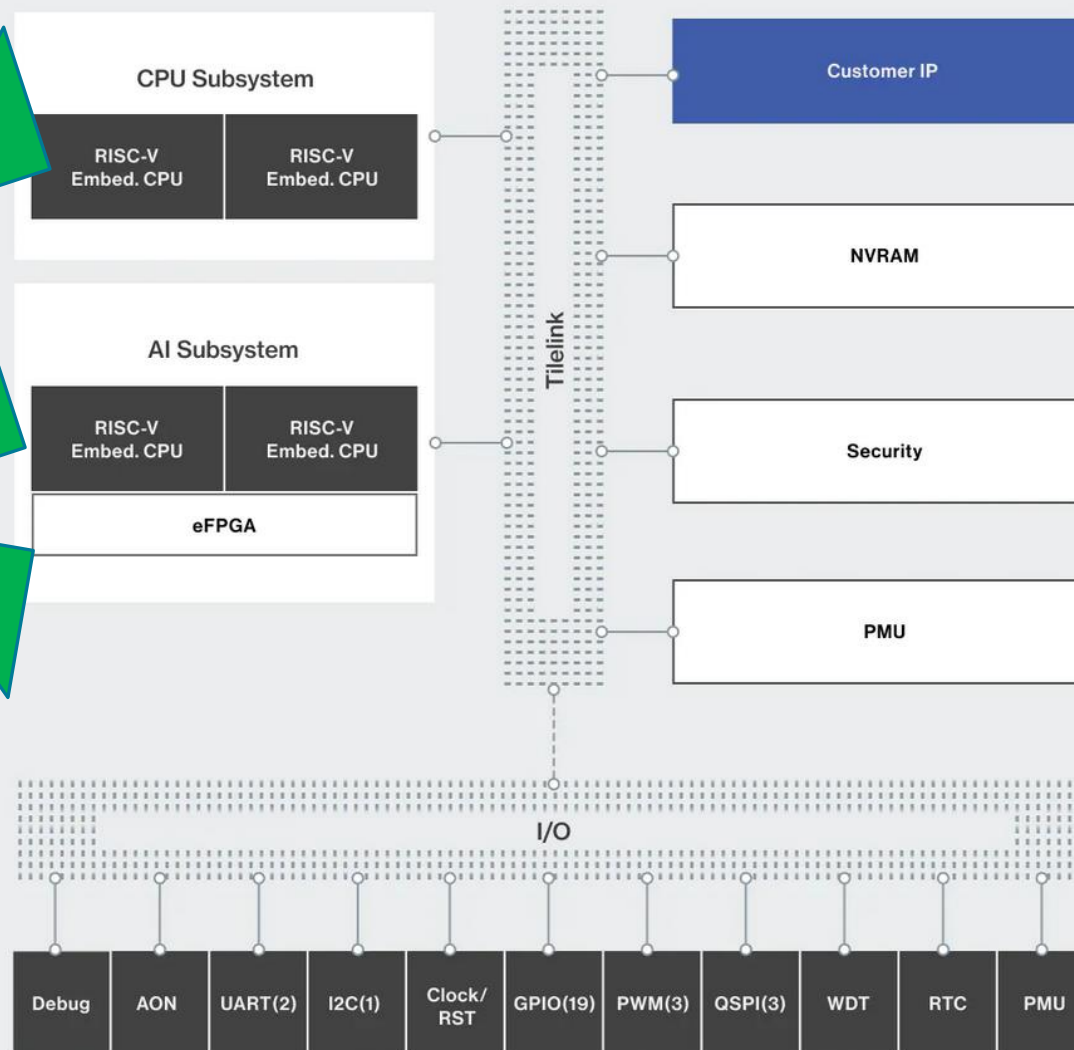 CPU Subsystem
RISC-V
Embed. CPU
RISC-V
Embed. CPU
AI Subsystem
RISC-V
Embed. CPU
RISC-V
Embed. CPU
eFPGA
Tilelink
Customer IP
NVRAM
Security
PMU
I/O
Debug
AON
UART(2)
I2C(1)
Clock/
RST
GPIO(19)
PWM(3)
QSPI(3)
WDT
RTC
PMU